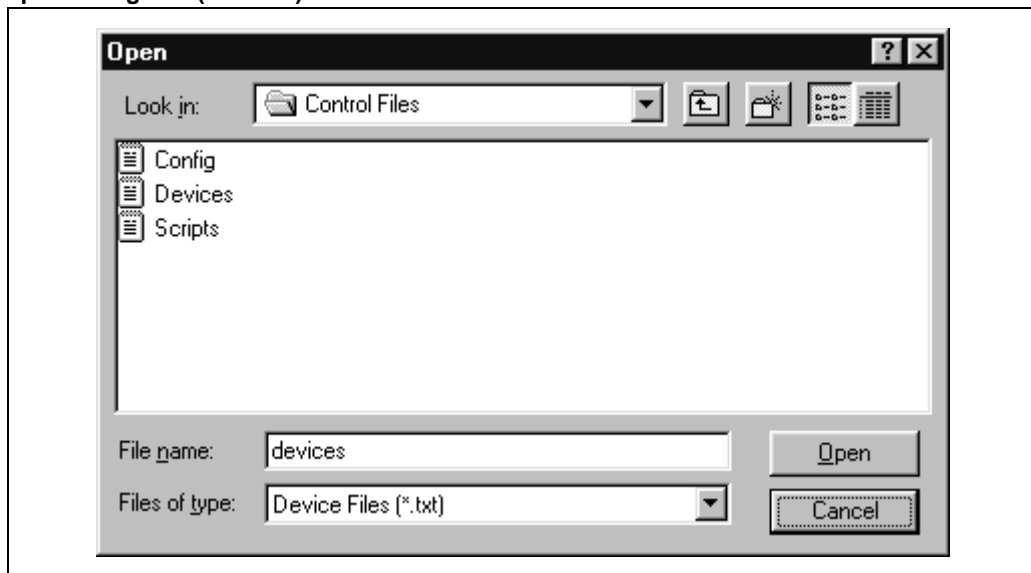 Open
Look in:
Control Files
Config
Devices
Scripts
File name:
devices
Open
Files of type:
Device Files (*.txt)
Cancel